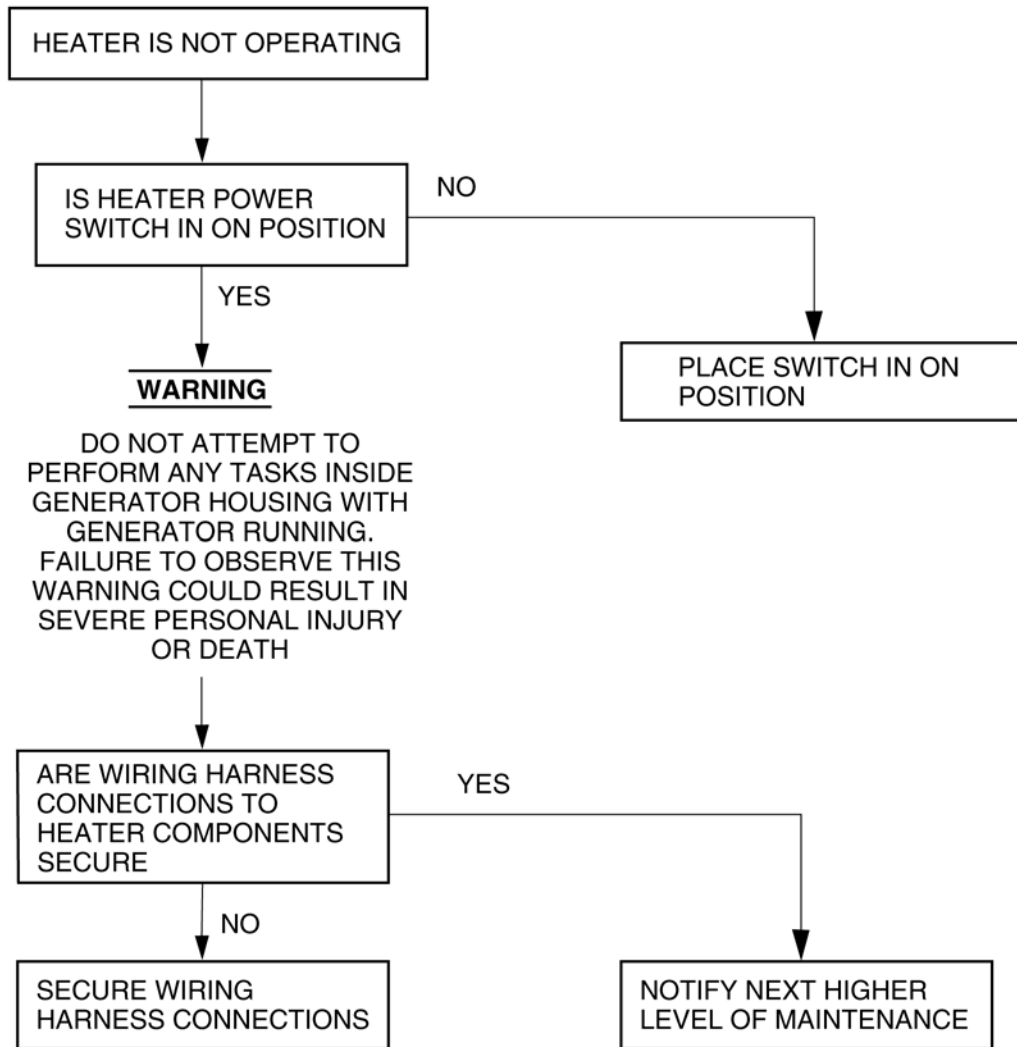 HEATER IS NOT OPERATING
IS HEATER POWER
SWITCH IN ON POSITION
NO
YES
PLACE SWITCH IN ON
POSITION
WARNING
DO NOT ATTEMPT TO
PERFORM ANY TASKS INSIDE
GENERATOR HOUSING WITH
GENERATOR RUNNING.
FAILURE TO OBSERVE THIS
WARNING COULD RESULT IN
SEVERE PERSONAL INJURY
OR DEATH
ARE WIRING HARNESS
CONNECTIONS TO
HEATER COMPONENTS
SECURE
YES
NO
SECURE WIRING
HARNESS CONNECTIONS
NOTIFY NEXT HIGHER
LEVEL OF MAINTENANCE